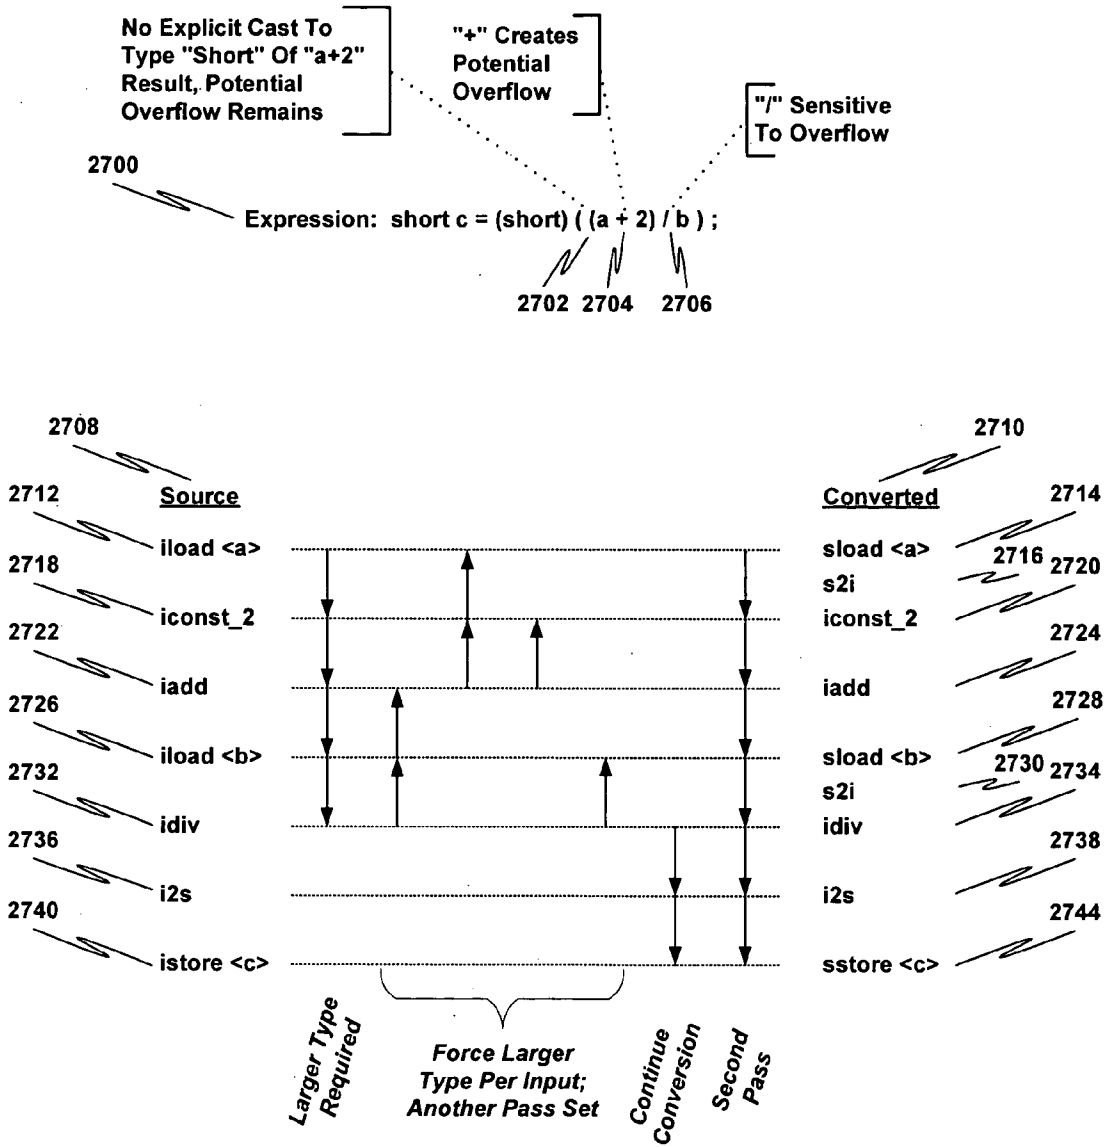 No Explicit Cast To
Type "Short" Of "a+2"
Result, Potential
Overflow Remains
"+" Creates
Potential
Overflow
"/" Sensitive
To Overflow
2700
Expression: short c = (short) ( (a + 2) / b ) ;
2702 2704 2706
2708
2710
2712
Source
Converted
2714
iload <a>
sload <a>
2716
2718
s2i
2720
iconst_2
iconst_2
2722
2724
iadd
iadd
2726
2728
iload <b>
sload <b>
2730
2732
s2i
2734
idiv
idiv
2736
2738
i2s
i2s
2740
2744
istore <c>
sstore <c>
Larger Type
Required
Force Larger
Type Per Input;
Another Pass Set
Continue
Conversion
Second
Pass